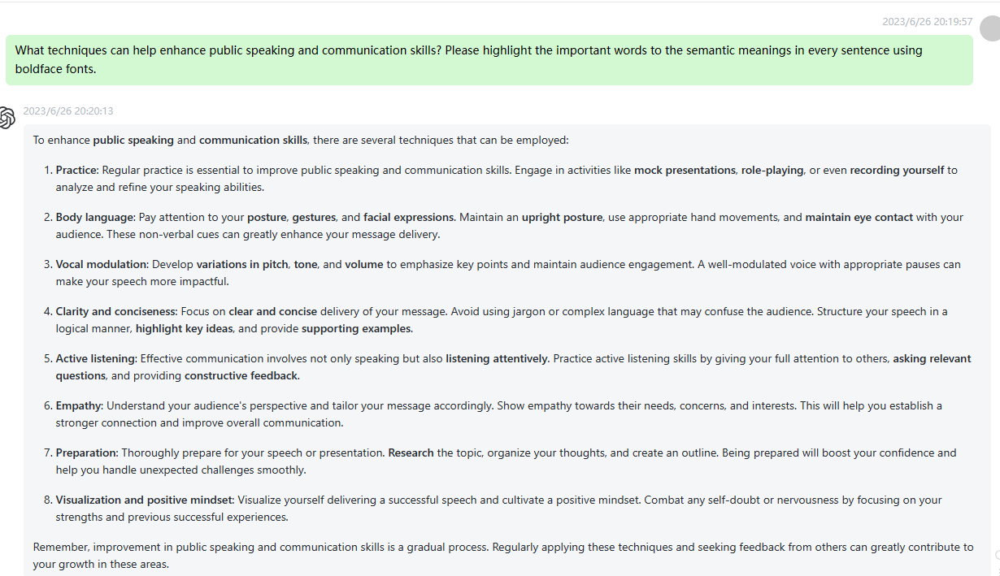 2023/6/26 20:19:57
What techniques can help enhance public speaking and communication skills? Please highlight the important words to the semantic meanings in every sentence using
boldface fonts.
2023/6/26 20:20:13
To enhance public speaking and communication skills, there are several techniques that can be employed:
1. Practice: Regular practice is essential to improve public speaking and communication skills. Engage in activities like mock presentations, role-playing, or even recording yourself to
analyze and refine your speaking abilities.
2. Body language: Pay attention to your posture, gestures, and facial expressions. Maintain an upright posture, use appropriate hand movements, and maintain eye contact with your
audience. These non-verbal cues can greatly enhance your message delivery.
3. Vocal modulation: Develop variations in pitch, tone, and volume to emphasize key points and maintain audience engagement. A well-modulated voice with appropriate pauses can
make your speech more impactful.
4. Clarity and conciseness: Focus on clear and concise delivery of your message. Avoid using jargon or complex language that may confuse the audience. Structure your speech in a
logical manner, highlight key ideas, and provide supporting examples.
5. Active listening: Effective communication involves not only speaking but also listening attentively. Practice active listening skills by giving your full attention to others, asking relevant
questions, and providing constructive feedback.
6. Empathy: Understand your audience's perspective and tailor your message accordingly. Show empathy towards their needs, concerns, and interests. This will help you establish a
stronger connection and improve overall communication.
7. Preparation: Thoroughly prepare for your speech or presentation. Research the topic, organize your thoughts, and create an outline. Being prepared will boost your confidence and
help you handle unexpected challenges smoothly.
8. Visualization and positive mindset: Visualize yourself delivering a successful speech and cultivate a positive mindset. Combat any self-doubt or nervousness by focusing on your
strengths and previous successful experiences.
Remember, improvement in public speaking and communication skills is a gradual process. Regularly applying these techniques and seeking feedback from others can greatly contribute to
your growth in these areas.